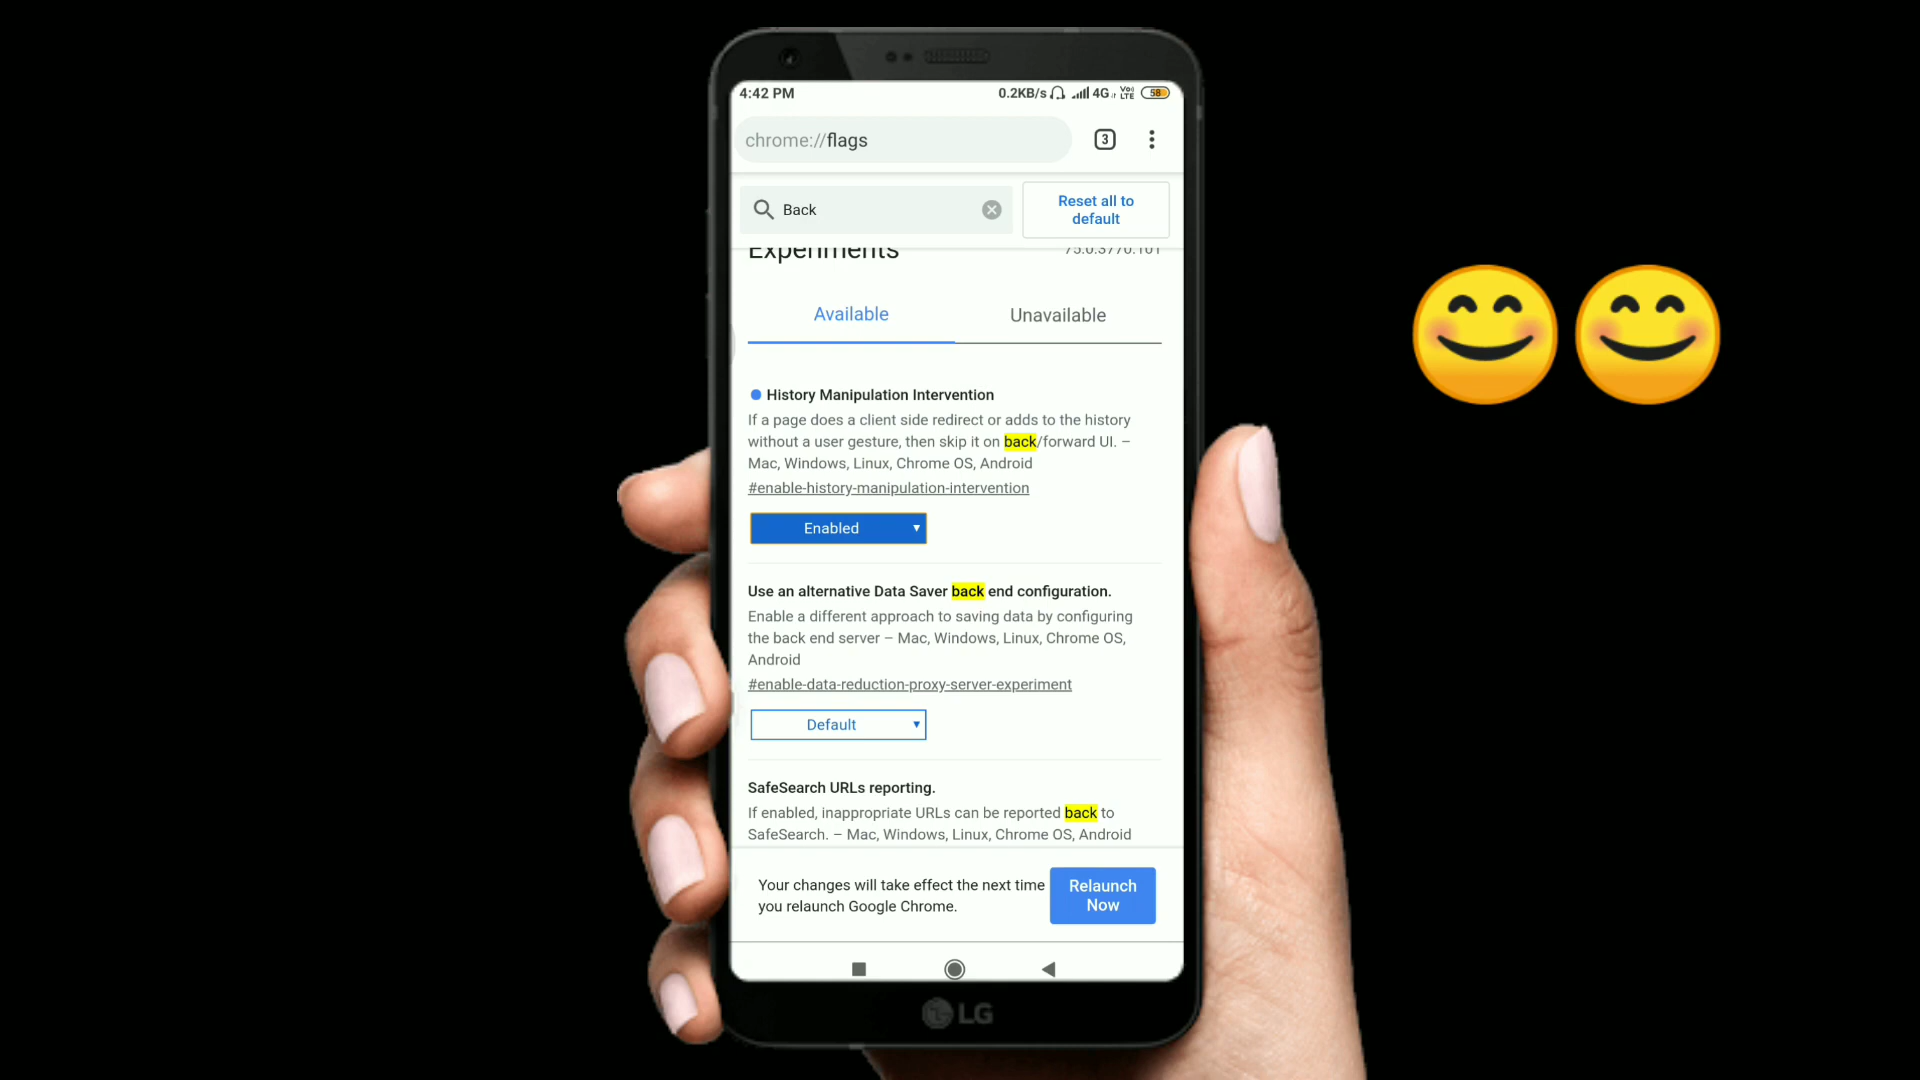 4:42 PM 0.2KB/s 4G Vo) LTE 58
chrome://flags 3
Back
Reset all to
default
Experiments 75.0.3770.101
Available Unavailable
History Manipulation Intervention
If a page does a client side redirect or adds to the history
without a user gesture, then skip it on back/forward UI. –
Mac, Windows, Linux, Chrome OS, Android
#enable-history-manipulation-intervention
Enabled
Use an alternative Data Saver back end configuration.
Enable a different approach to saving data by configuring
the back end server – Mac, Windows, Linux, Chrome OS,
Android
#enable-data-reduction-proxy-server-experiment
Default
SafeSearch URLs reporting.
If enabled, inappropriate URLs can be reported back to
SafeSearch. – Mac, Windows, Linux, Chrome OS, Android
Your changes will take effect the next time
you relaunch Google Chrome.
Relaunch
Now
LG